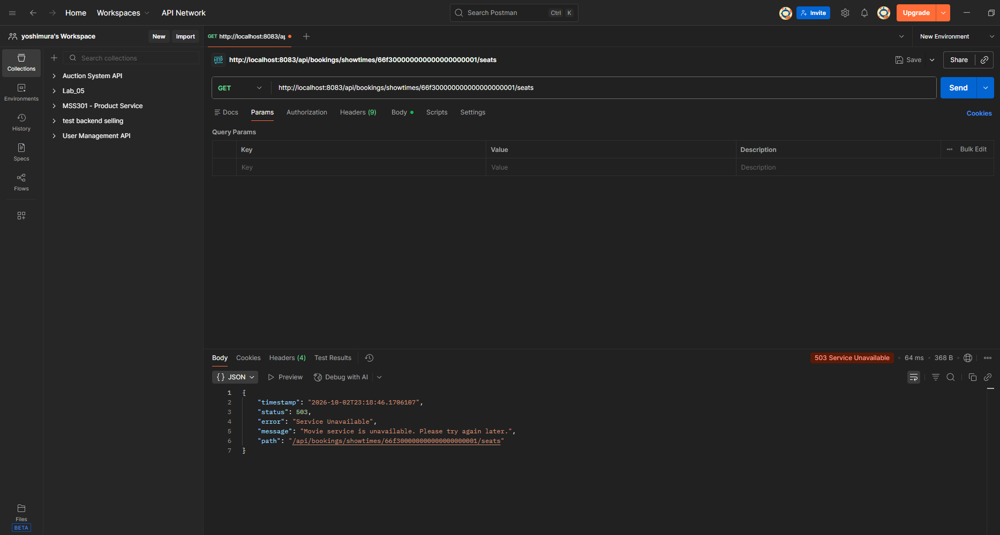 Home
Workspaces
API Network
Search Postman
Ctrl K
Invite
Upgrade
yoshimura's Workspace
New
Import
GET http://localhost:8083/ap
New Environment
Collections
Environments
History
Specs
Flows
Files
BETA
Search collections
Auction System API
Lab_05
MSS301 - Product Service
test backend selling
User Management API
HTTP
http://localhost:8083/api/bookings/showtimes/66f300000000000000000001/seats
Save
Share
GET
http://localhost:8083/api/bookings/showtimes/66f300000000000000000001/seats
Send
Docs
Params
Authorization
Headers (9)
Body
Scripts
Settings
Cookies
Query Params
Key Value Description Bulk Edit
Key Value Description
Body
Cookies
Headers (4)
Test Results
503 Service Unavailable
64 ms
368 B
{} JSON
Preview
Debug with AI
1 {
2 "timestamp": "2026-10-02T23:18:46.1706107",
3 "status": 503,
4 "error": "Service Unavailable",
5 "message": "Movie service is unavailable. Please try again later.",
6 "path": "/api/bookings/showtimes/66f300000000000000000001/seats"
7 }